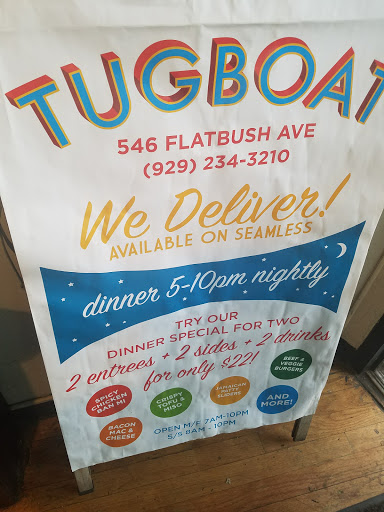 TUGBOAT
546 FLATBUSH AVE
(929) 234-3210
We Deliver!
AVAILABLE ON SEAMLESS
dinner 5-10pm nightly
TRY OUR
DINNER SPECIAL FOR TWO
2 entrees + 2 sides + 2 drinks
for only $22!
SPICY
CHICKEN
BAN MI
CRISPY
TOFU &
MISO
JAMAICAN
PATTY
SLIDERS
BEEF &
VEGGIE
BURGERS
BACON
MAC &
CHEESE
AND
MORE!
OPEN M/F 7AM-10PM
S/S 8AM - 10PM